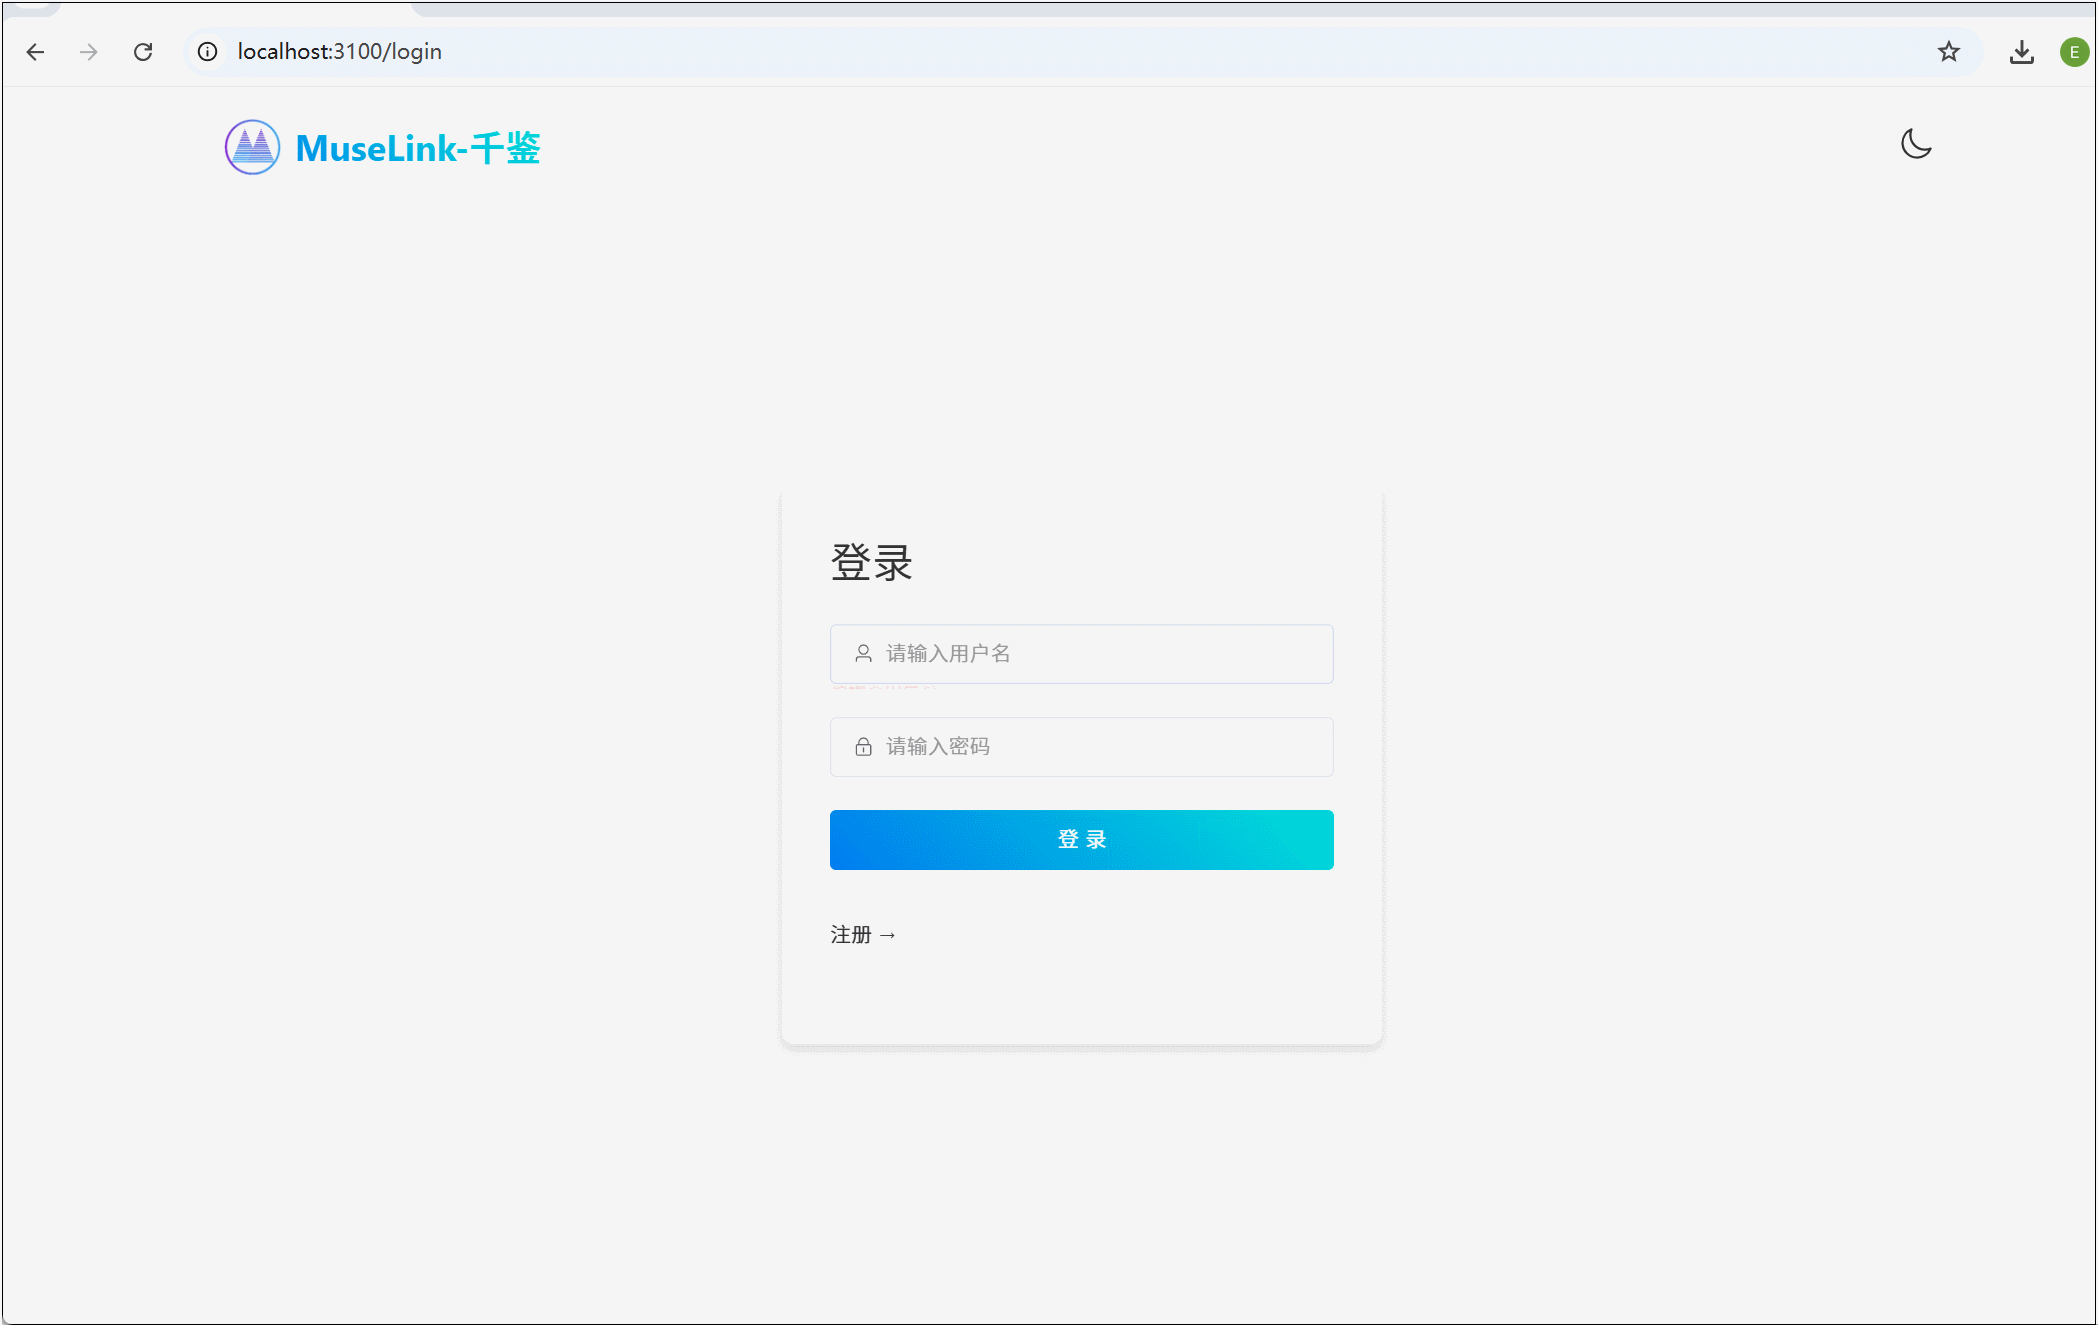 localhost:3100/login
E
MuseLink-千鉴
登录
请输入用户名
请输入密码
登 录
注册 →